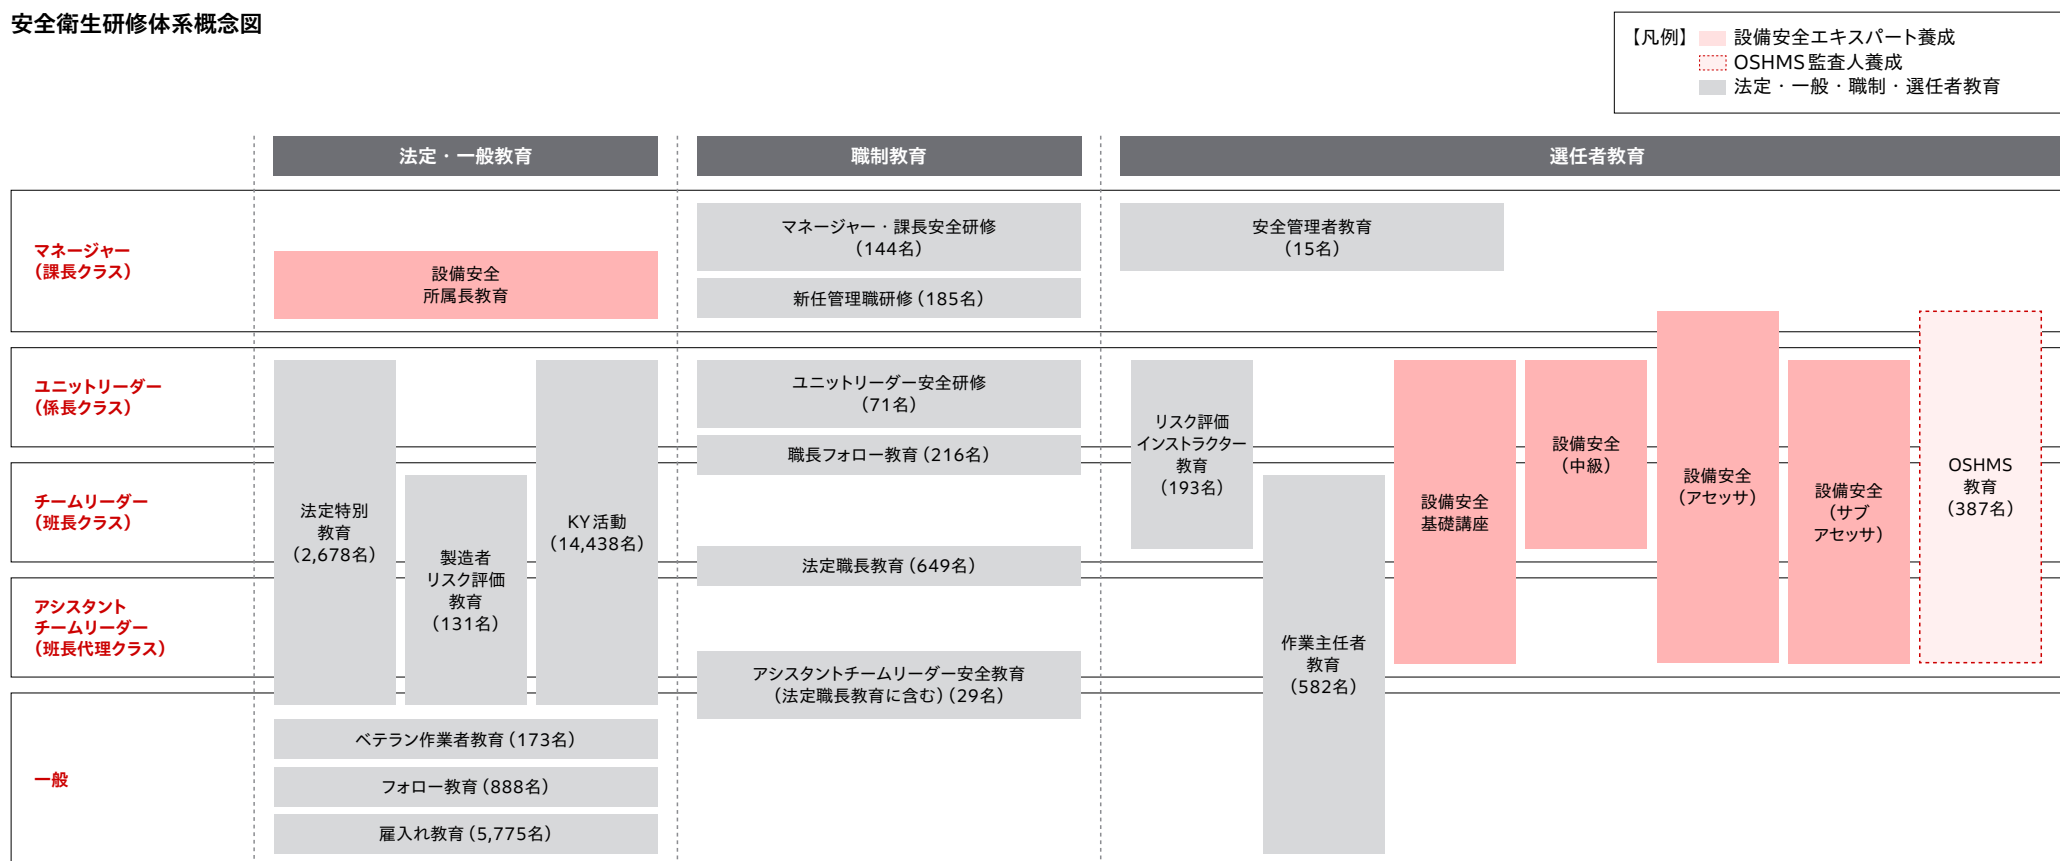 安全衛生研修体系概念図
【凡例】
設備安全エキスパート養成
OSHMS監査人養成
法定・一般・職制・選任者教育
法定・一般教育
職制教育
選任者教育
マネージャー
（課長クラス）
設備安全
所属長教育
マネージャー・課長安全研修
（144名）
新任管理職研修（185名）
安全管理者教育
（15名）
ユニットリーダー
（係長クラス）
チームリーダー
（班長クラス）
アシスタント
チームリーダー
（班長代理クラス）
一般
法定特別
教育
（2,678名）
製造者
リスク評価
教育
（131名）
KY活動
（14,438名）
ベテラン作業者教育（173名）
フォロー教育（888名）
雇入れ教育（5,775名）
ユニットリーダー安全研修
（71名）
職長フォロー教育（216名）
法定職長教育（649名）
アシスタントチームリーダー安全教育
（法定職長教育に含む）（29名）
リスク評価
インストラクター
教育
（193名）
作業主任者
教育
（582名）
設備安全
基礎講座
設備安全
（中級）
設備安全
（アセッサ）
設備安全
（サブ
アセッサ）
OSHMS
教育
（387名）